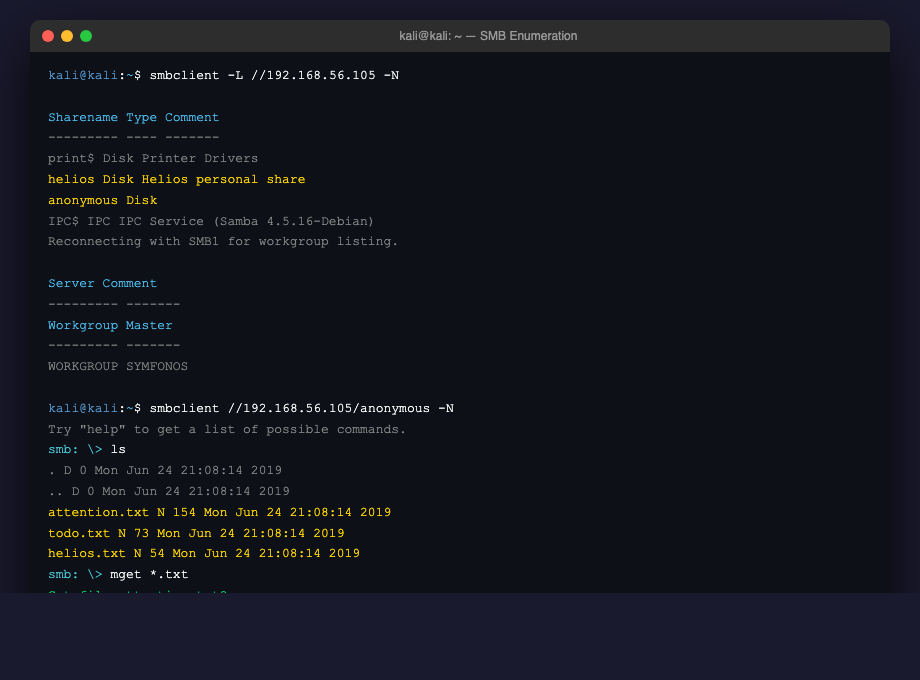 kali@kali: ~ — SMB Enumeration
kali@kali:~$ smbclient -L //192.168.56.105 -N
Sharename Type Comment
--------- ---- -------
print$ Disk Printer Drivers
helios Disk Helios personal share
anonymous Disk
IPC$ IPC IPC Service (Samba 4.5.16-Debian)
Reconnecting with SMB1 for workgroup listing.
Server Comment
--------- -------
Workgroup Master
--------- -------
WORKGROUP SYMFONOS
kali@kali:~$ smbclient //192.168.56.105/anonymous -N
Try "help" to get a list of possible commands.
smb: \> ls
. D 0 Mon Jun 24 21:08:14 2019
.. D 0 Mon Jun 24 21:08:14 2019
attention.txt N 154 Mon Jun 24 21:08:14 2019
todo.txt N 73 Mon Jun 24 21:08:14 2019
helios.txt N 54 Mon Jun 24 21:08:14 2019
smb: \> mget *.txt